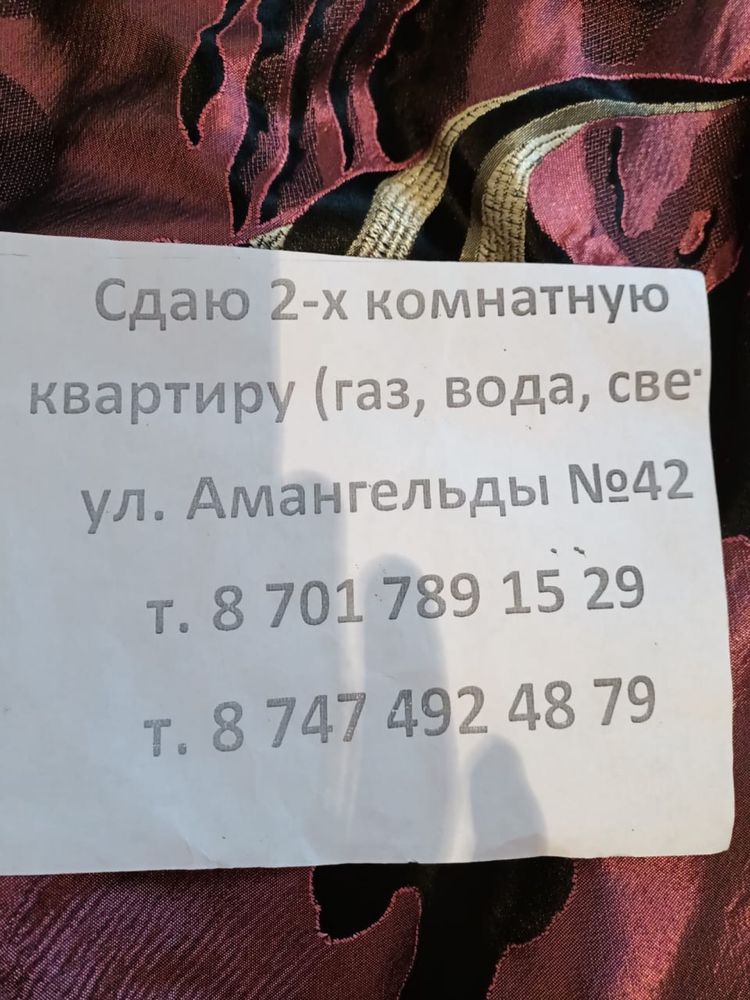 Сдаю 2-х комнатную
квартиру (газ, вода, све
ул. Амангельды №42
т. 8 701 789 15 29
т. 8 747 492 48 79